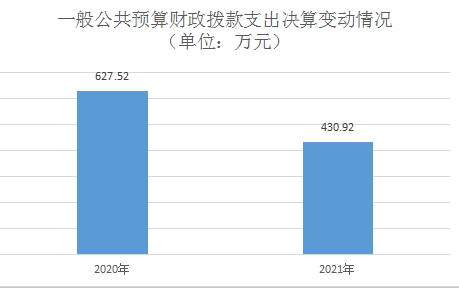 一般公共预算财政拨款支出决算变动情况
（单位：万元）
627.52
430.92
2020年
2021年